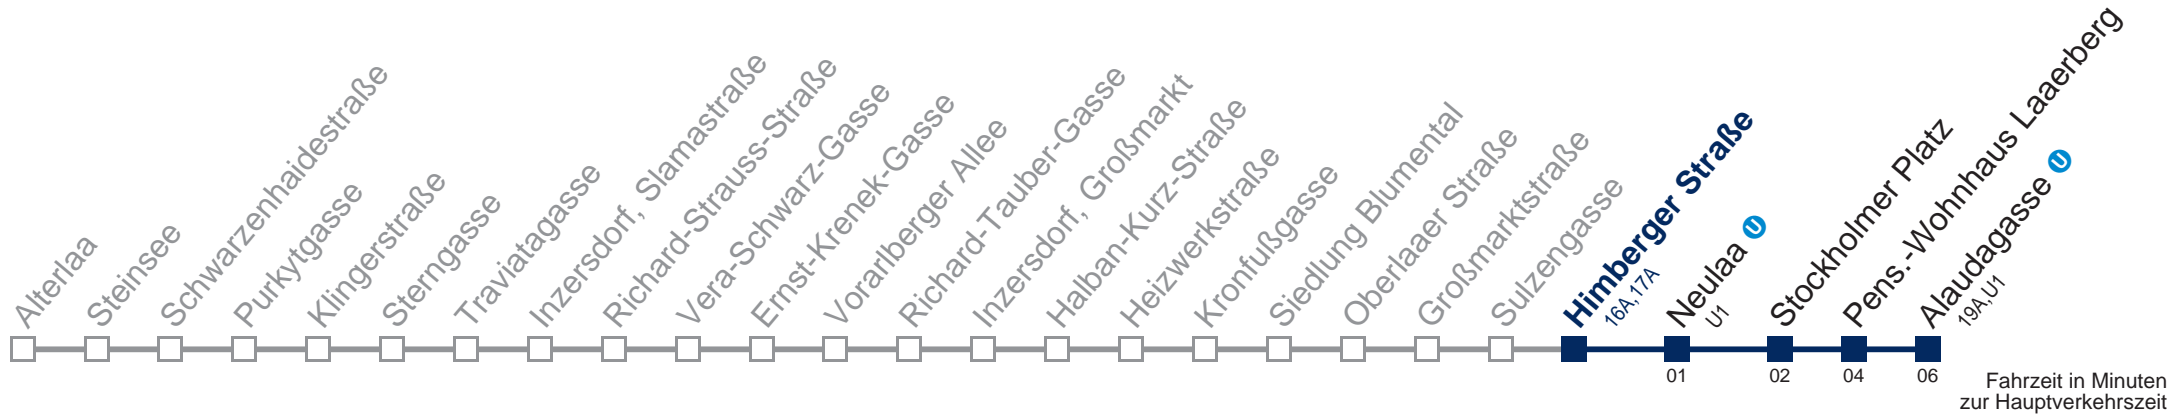 Alterlaa
Steinsee
Schwarzenhaidestraße
Purkytgasse
Klingerstraße
Sterngasse
Traviatagasse
Inzersdorf, Slamastraße
Richard-Strauss-Straße
Vera-Schwarz-Gasse
Ernst-Krenek-Gasse
Vorarlberger Allee
Richard-Tauber-Gasse
Inzersdorf, Großmarkt
Halban-Kurz-Straße
Heizwerkstraße
Kronfußgasse
Siedlung Blumental
Oberlaaer Straße
Großmarktstraße
Sulzengasse
Himberger Straße
16A,17A
Neulaa U
U1
Stockholmer Platz
Pens.-Wohnhaus Laaerberg
Alaudagasse U
19A,U1
01
02
04
06
Fahrzeit in Minuten
zur Hauptverkehrszeit